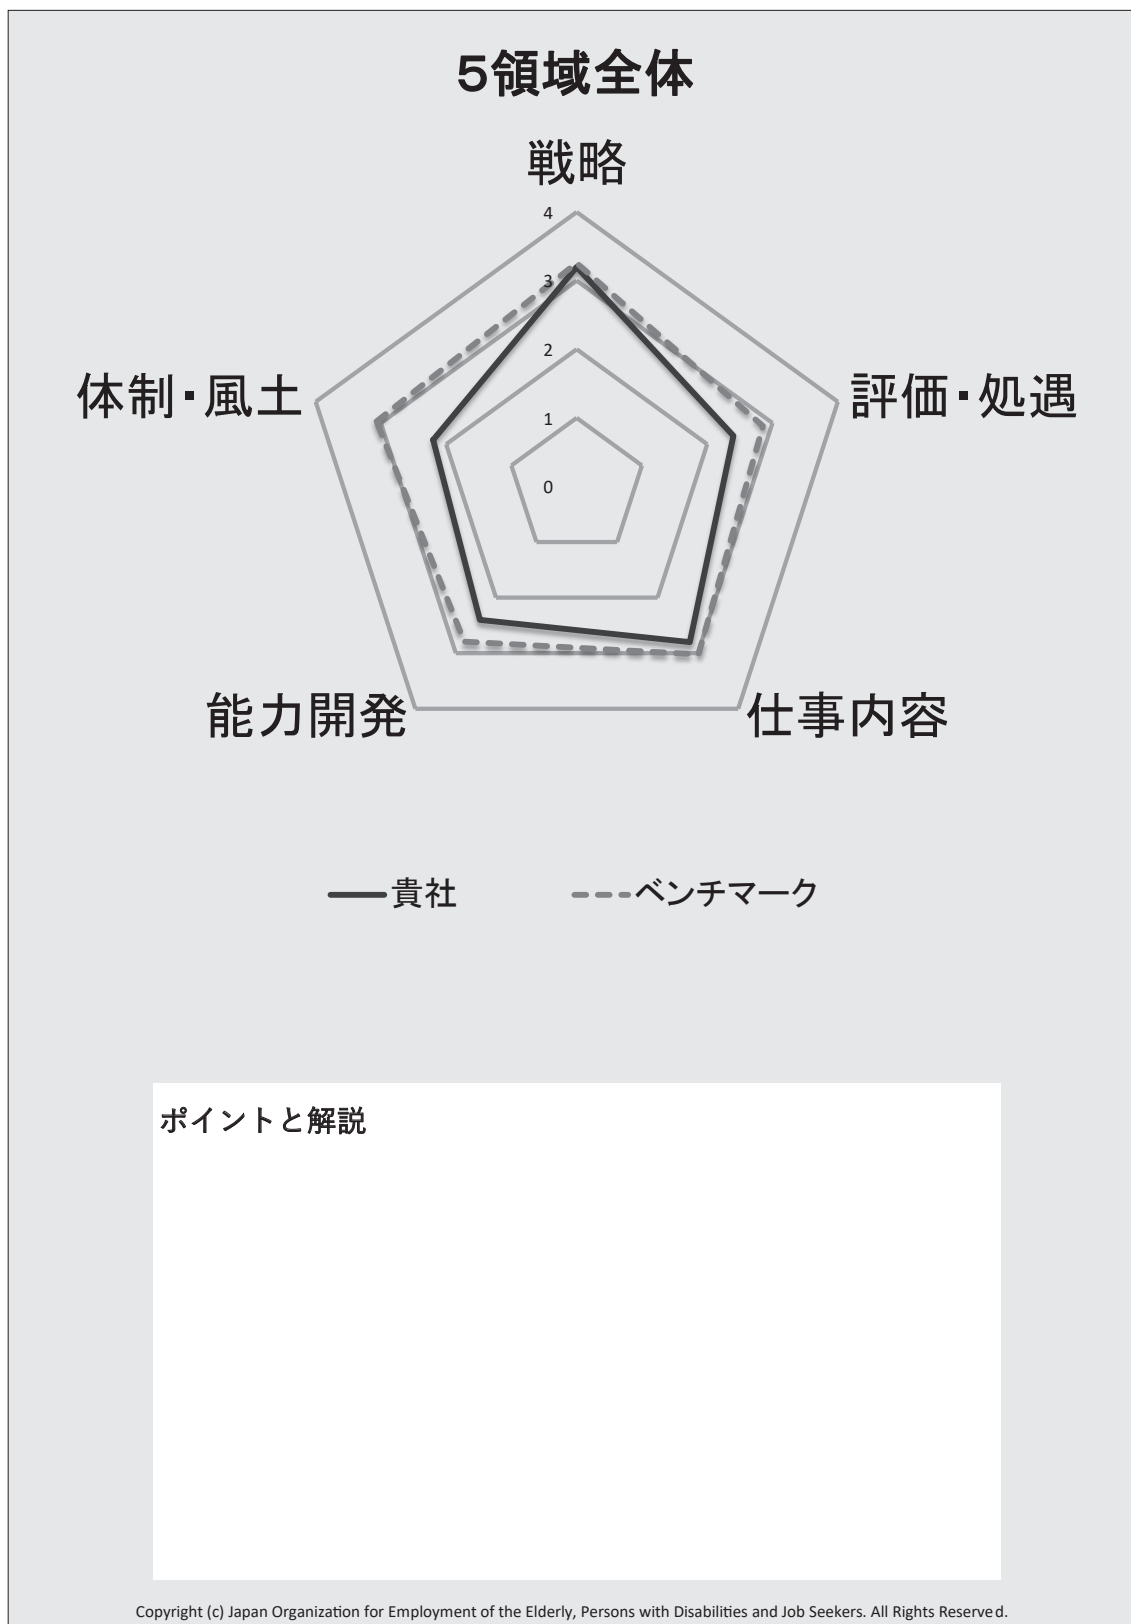 5領域全体
戦略
4
3
2
1
0
体制・風土
評価・処遇
能力開発
仕事内容
貴社
ベンチマーク
ポイントと解説
Copyright (c) Japan Organization for Employment of the Elderly, Persons with Disabilities and Job Seekers. All Rights Reserved.